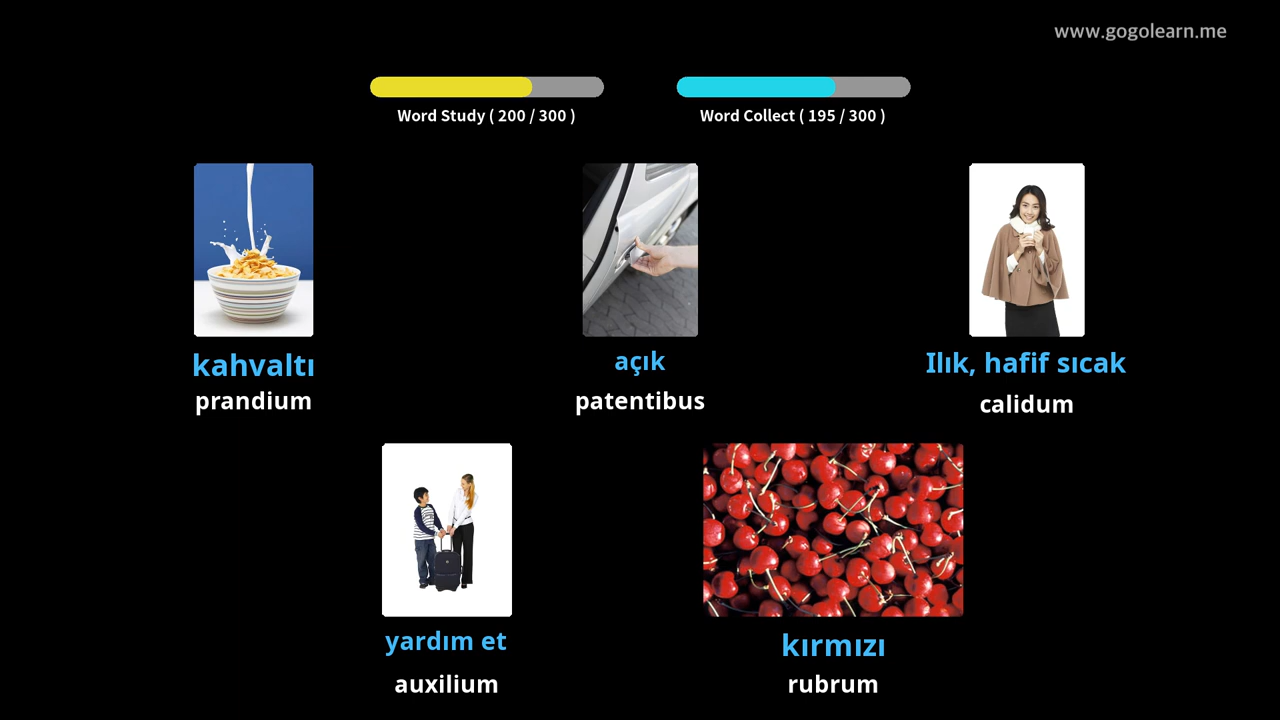 www.gogolearn.me
Word Study ( 200 / 300 )
Word Collect ( 195 / 300 )
kahvaltı
prandium
açık
patentibus
Ilık, hafif sıcak
calidum
yardım et
auxilium
kırmızı
rubrum